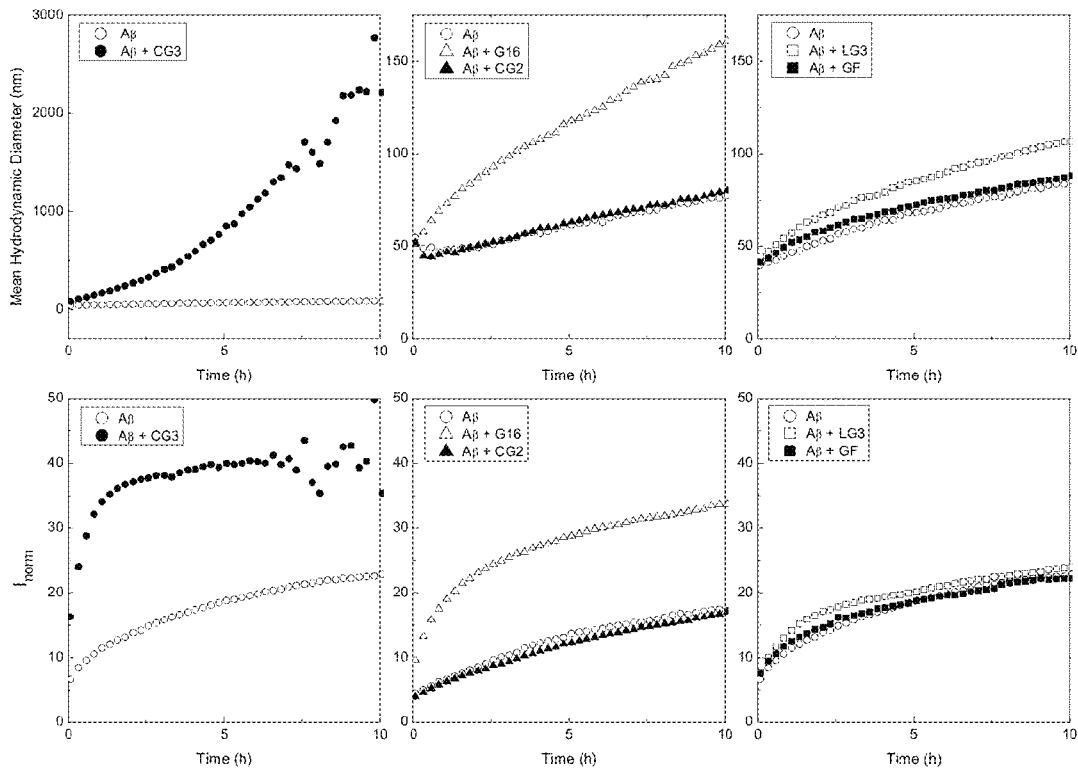 3000
2000
1000
0
Mean Hydrodynamic Diameter (nm)
Aβ
Aβ + CG3
0 5 10
Time (h)
150
100
50
0
Aβ
Aβ + G16
Aβ + CG2
0 5 10
Time (h)
150
100
50
0
Aβ
Aβ + LG3
Aβ + GF
0 5 10
Time (h)
50
40
30
20
10
0
Inorm
Aβ
Aβ + CG3
0 5 10
Time (h)
50
40
30
20
10
0
Aβ
Aβ + G16
Aβ + CG2
0 5 10
Time (h)
50
40
30
20
10
0
Aβ
Aβ + LG3
Aβ + GF
0 5 10
Time (h)